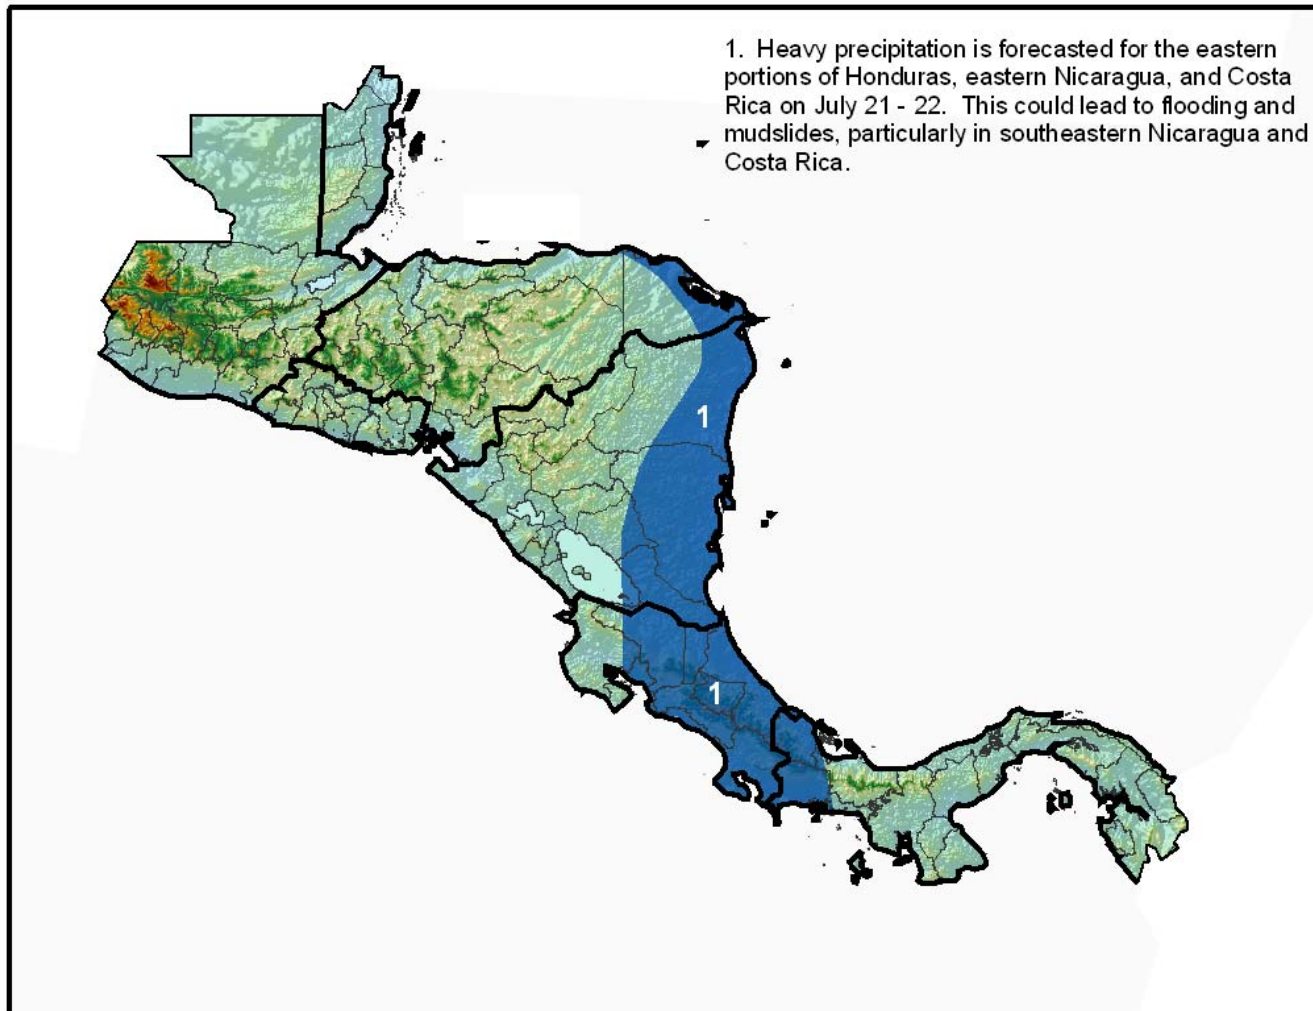 1.  Heavy precipitation is forecasted for the eastern
portions of Honduras, eastern Nicaragua, and Costa
Rica on July 21 - 22.  This could lead to flooding and
mudslides, particularly in southeastern Nicaragua and
Costa Rica.
1
1